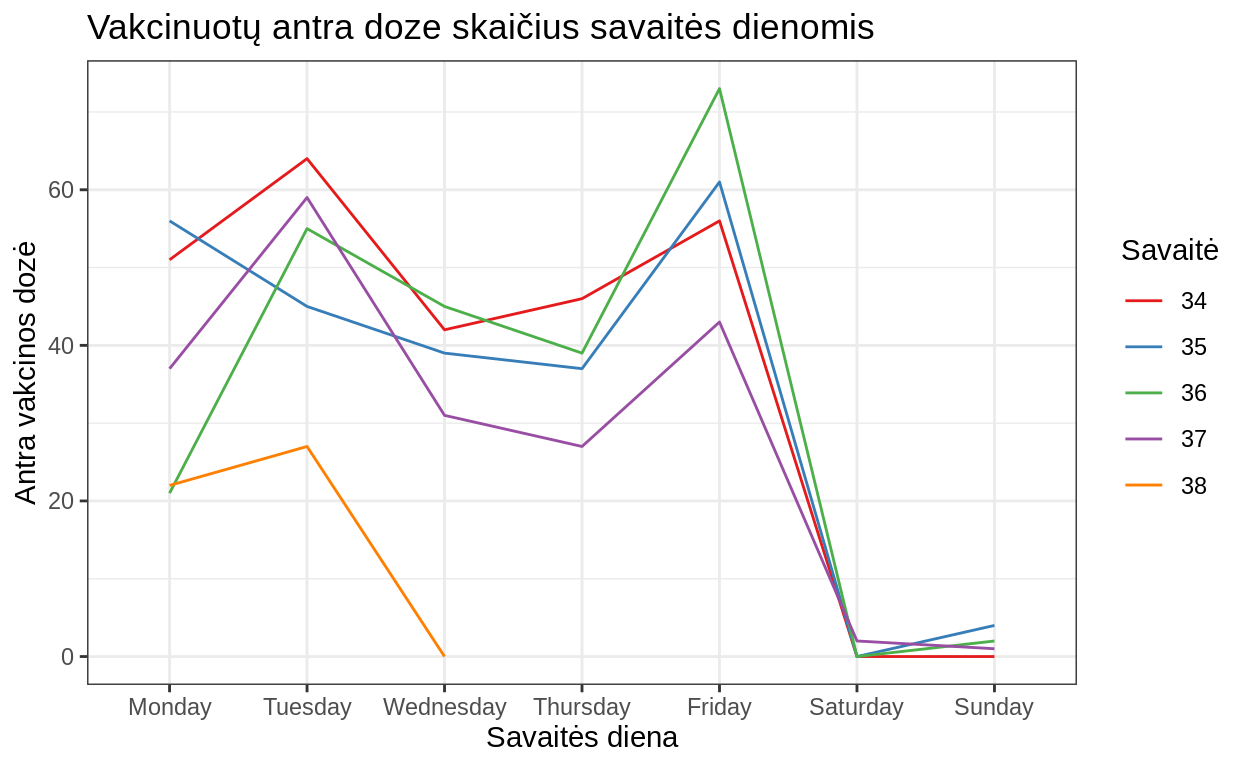 Vakcinuotų antra doze skaičius savaitės dienomis
Antra vakcinos dozė
60
40
20
0
Monday Tuesday Wednesday Thursday Friday Saturday Sunday
Savaitės diena
Savaitė
34
35
36
37
38